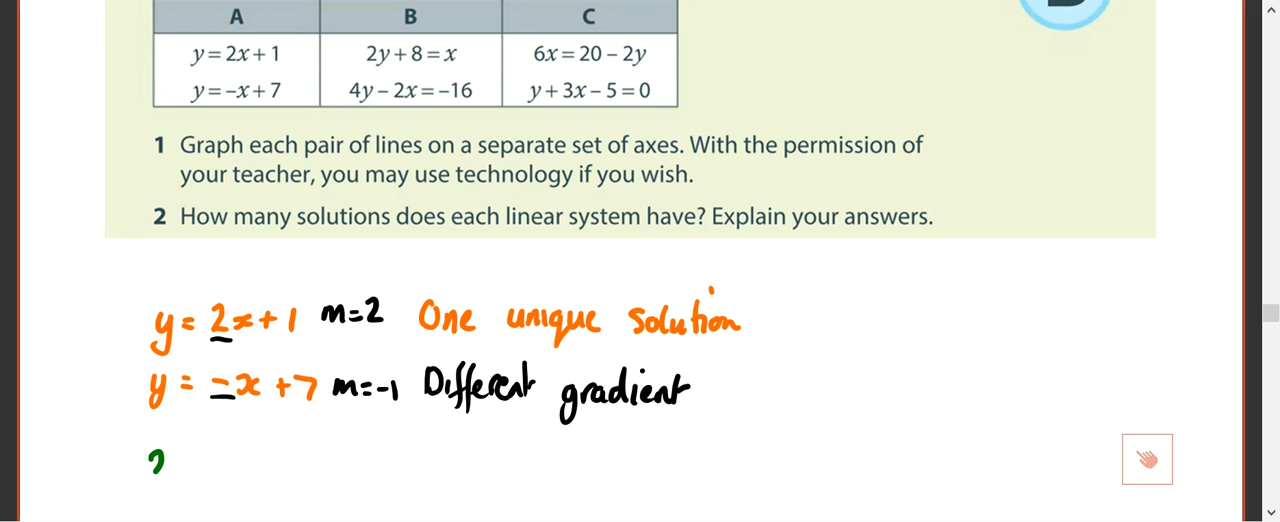 A B C
y = 2x + 1 2y + 8 = x 6x = 20 – 2y
y = –x + 7 4y – 2x = –16 y + 3x – 5 = 0
1 Graph each pair of lines on a separate set of axes. With the permission of
your teacher, you may use technology if you wish.
2 How many solutions does each linear system have? Explain your answers.
y = 2x + 1 m=2 One unique solution
y = -x + 7 m=-1 Different gradient